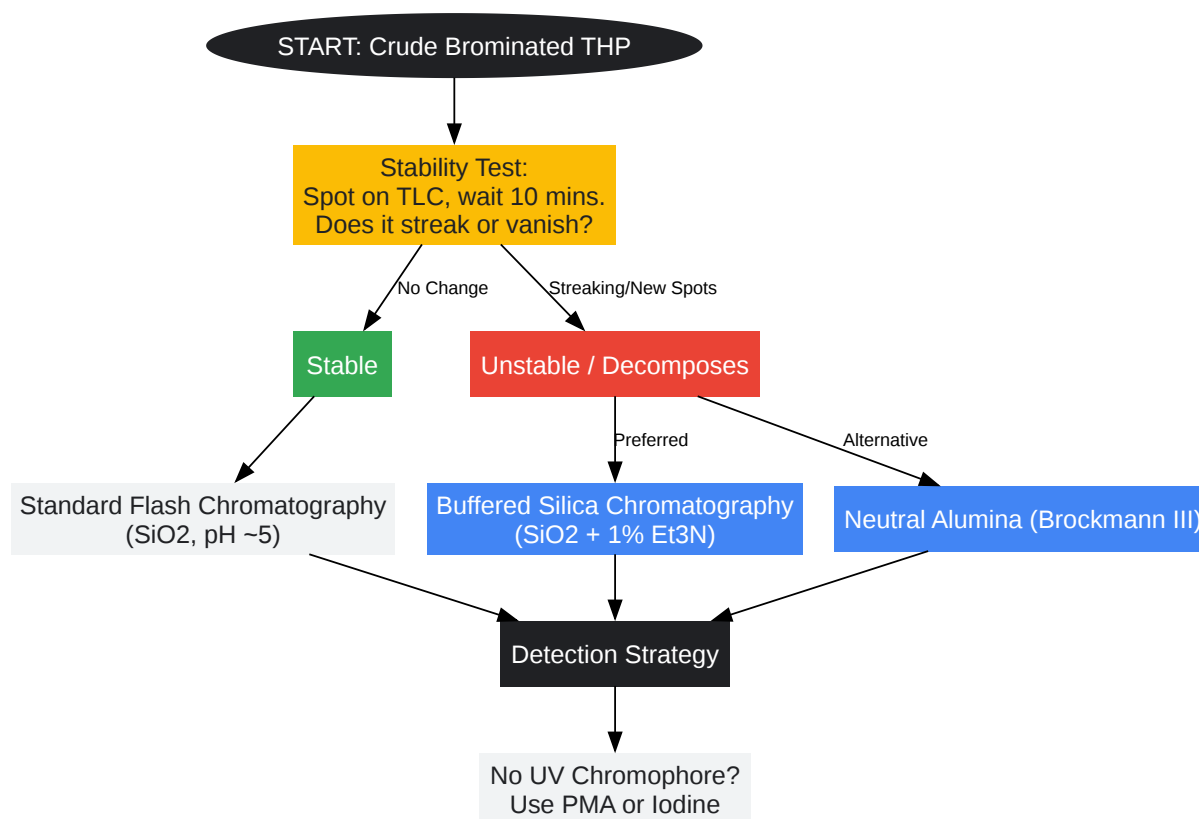 START: Crude Brominated THP
Stability Test:
Spot on TLC, wait 10 mins.
Does it streak or vanish?
No Change
Streaking/New Spots
Stable
Unstable / Decomposes
Preferred
Alternative
Standard Flash Chromatography
(SiO2, pH ~5)
Buffered Silica Chromatography
(SiO2 + 1% Et3N)
Neutral Alumina (Brockmann III)
Detection Strategy
No UV Chromophore?
Use PMA or Iodine